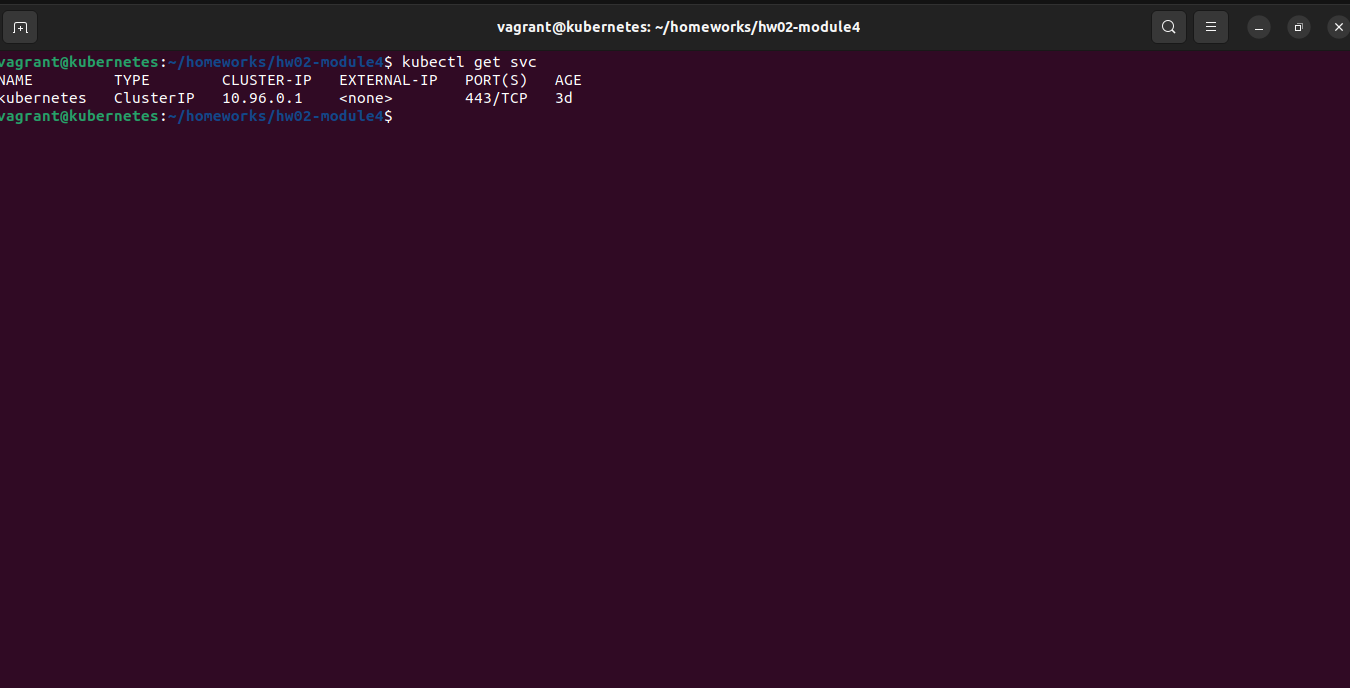 vagrant@kubernetes: ~/homeworks/hw02-module4
vagrant@kubernetes:~/homeworks/hw02-module4$ kubectl get svc
NAME         TYPE        CLUSTER-IP   EXTERNAL-IP   PORT(S)   AGE
kubernetes   ClusterIP   10.96.0.1    <none>        443/TCP   3d
vagrant@kubernetes:~/homeworks/hw02-module4$